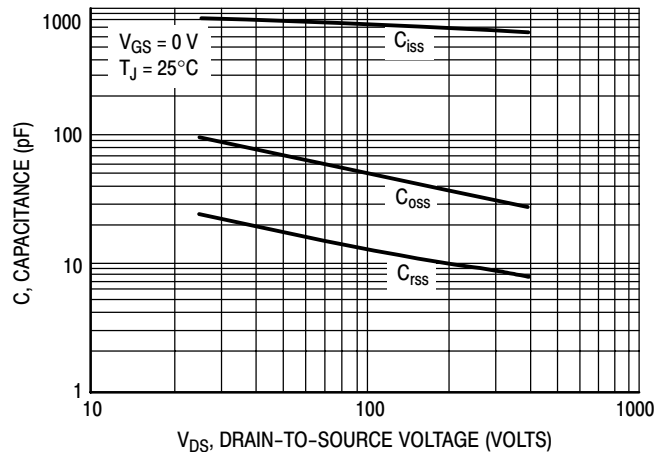 1000
V_GS = 0 V
T_J = 25°C
C_iss
100
C_oss
10
C_rss
1
10
100
1000
C, CAPACITANCE (pF)
V_DS, DRAIN-TO-SOURCE VOLTAGE (VOLTS)